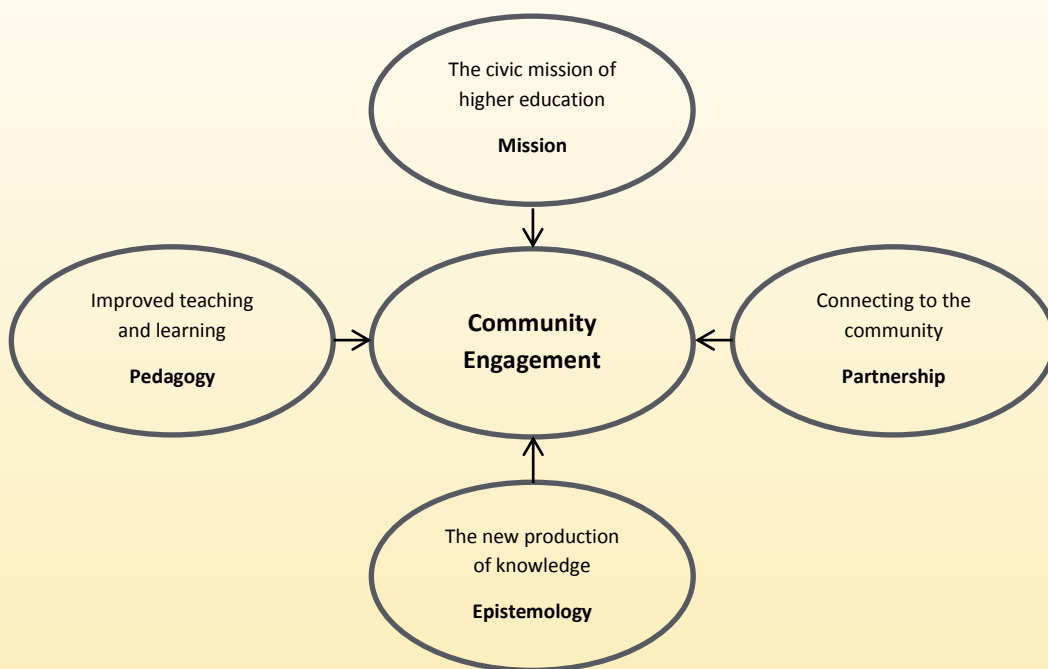 The civic mission of
higher education
Mission
Improved teaching
and learning
Pedagogy
Community
Engagement
Connecting to the
community
Partnership
The new production
of knowledge
Epistemology